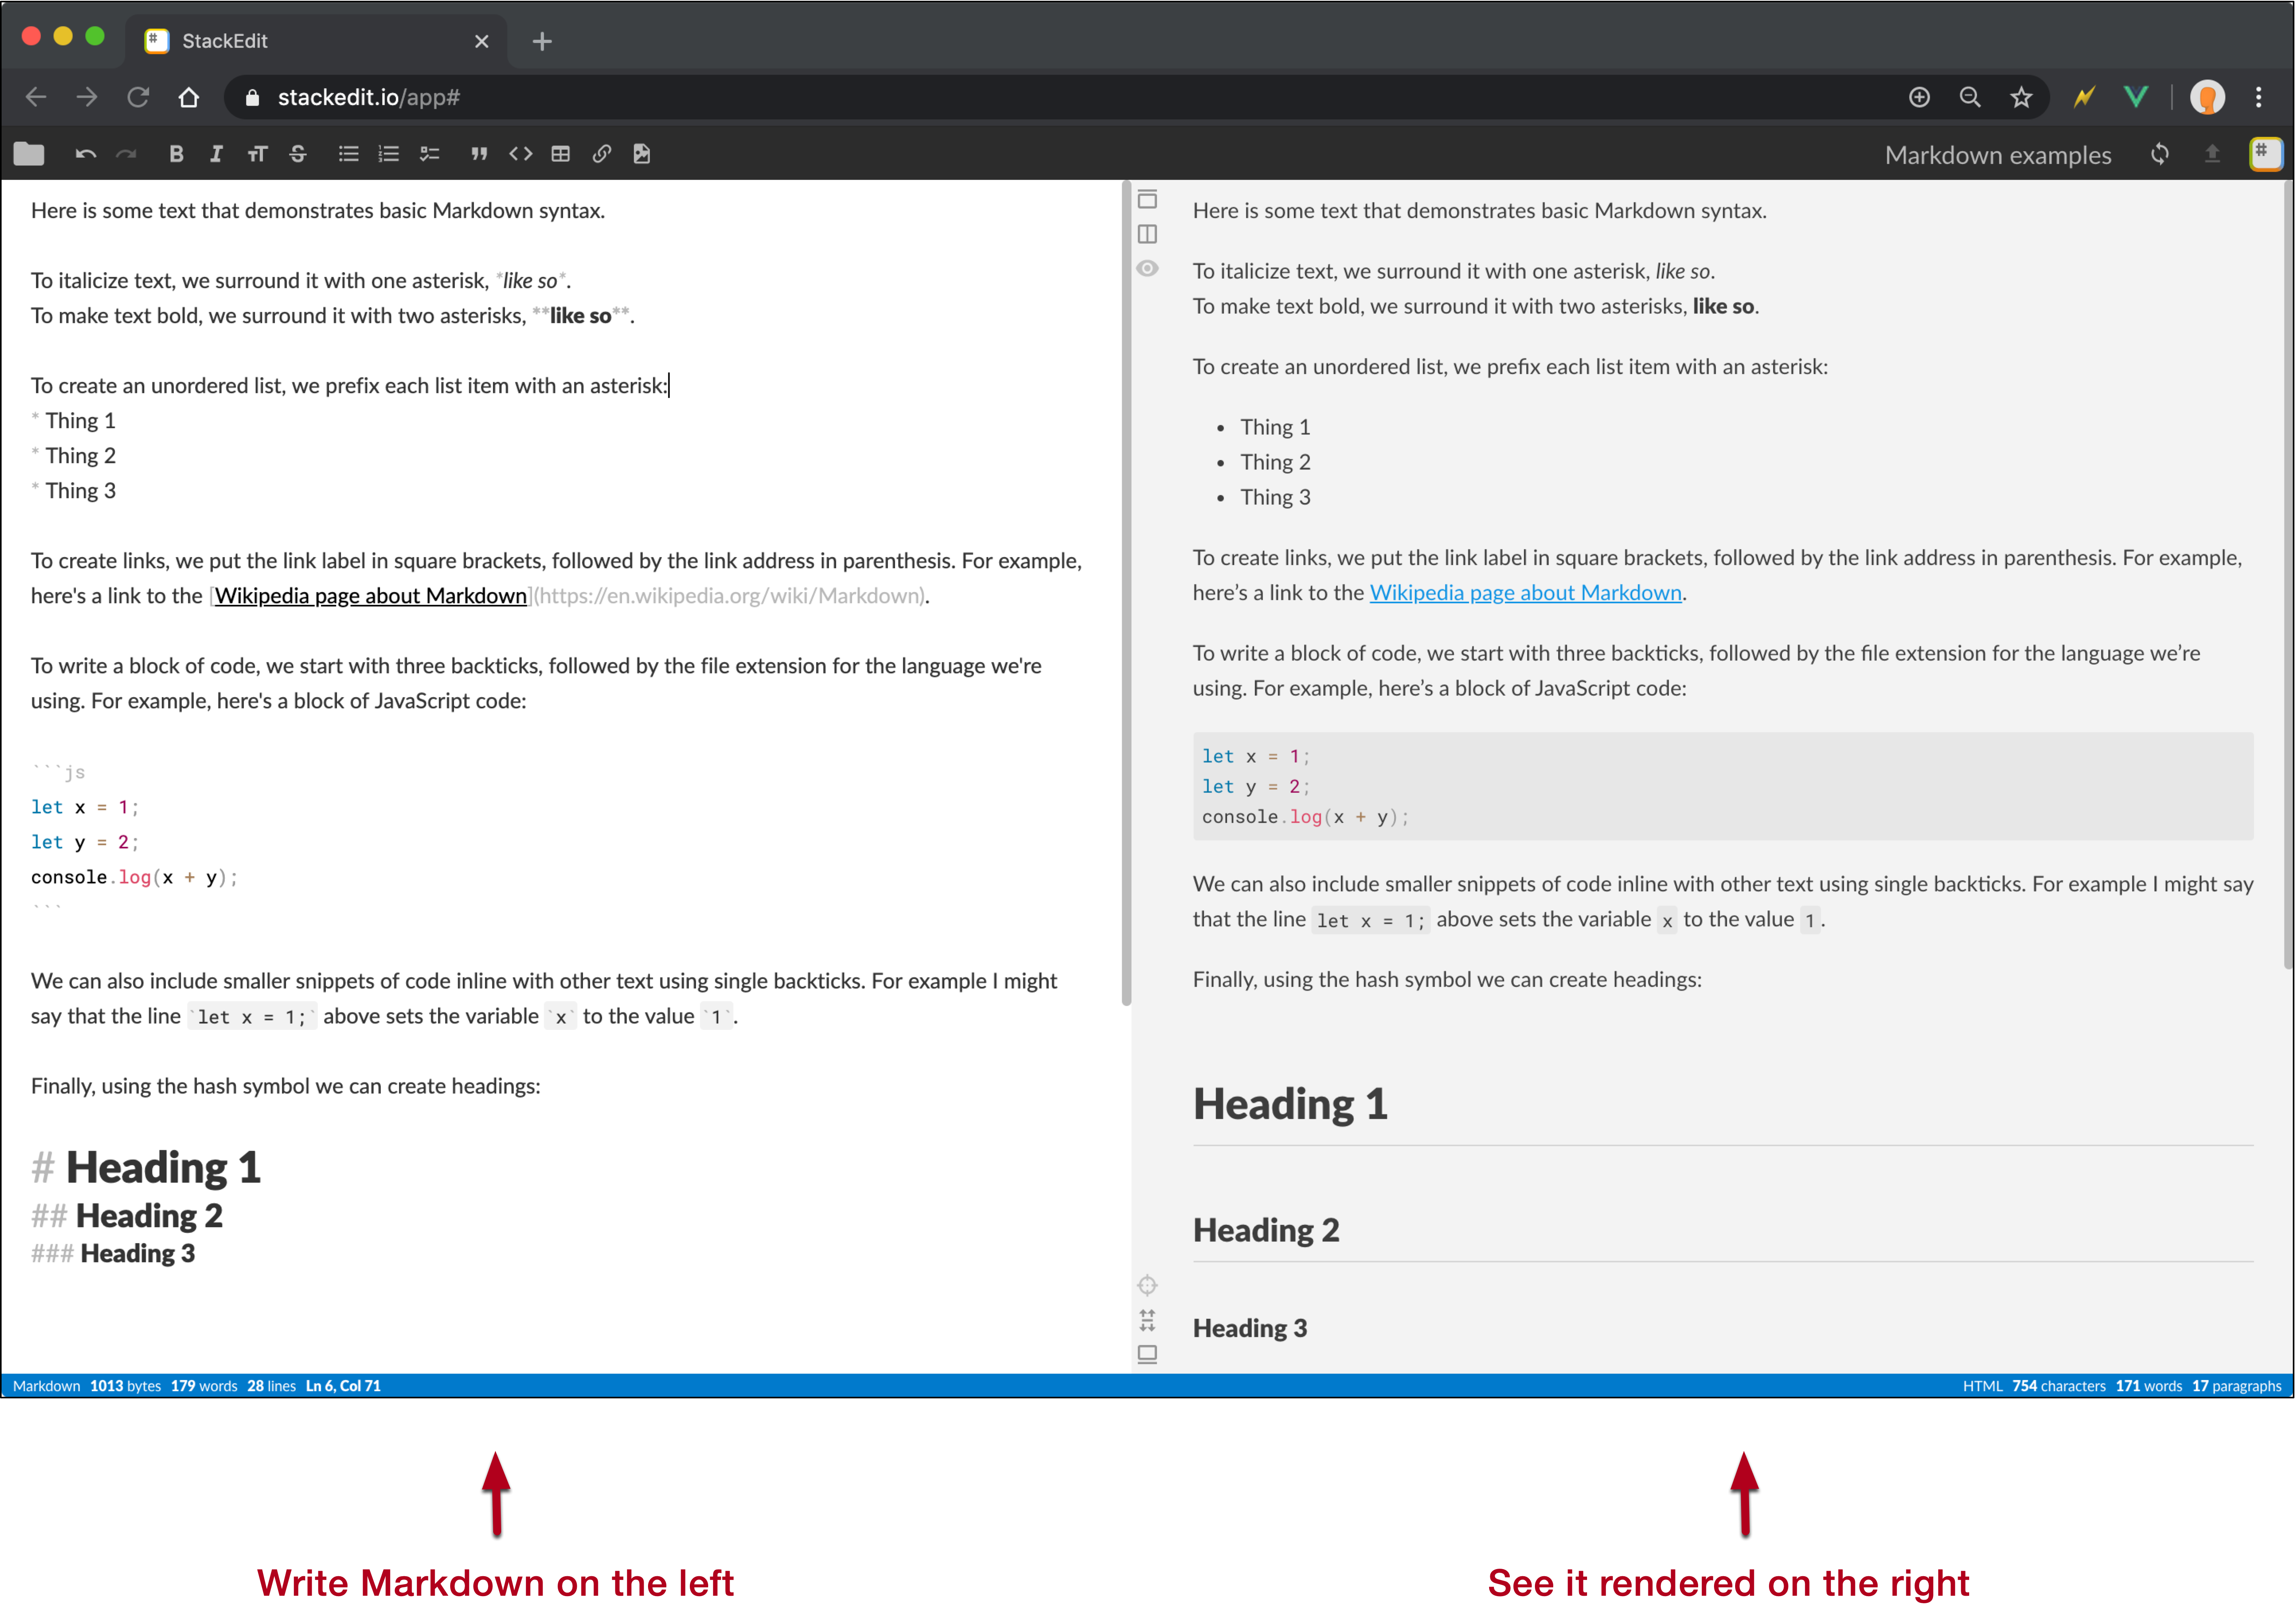 StackEdit
stackedit.io/app#
Markdown examples
Here is some text that demonstrates basic Markdown syntax.
To italicize text, we surround it with one asterisk, *like so*.
To make text bold, we surround it with two asterisks, **like so**.
To create an unordered list, we prefix each list item with an asterisk:
* Thing 1
* Thing 2
* Thing 3
To create links, we put the link label in square brackets, followed by the link address in parenthesis. For example,
here's a link to the [Wikipedia page about Markdown](https://en.wikipedia.org/wiki/Markdown).
To write a block of code, we start with three backticks, followed by the file extension for the language we're
using. For example, here's a block of JavaScript code:
```js
let x = 1;
let y = 2;
console.log(x + y);
```
We can also include smaller snippets of code inline with other text using single backticks. For example I might
say that the line `let x = 1;` above sets the variable `x` to the value `1`.
Finally, using the hash symbol we can create headings:
# Heading 1
## Heading 2
### Heading 3
Here is some text that demonstrates basic Markdown syntax.
To italicize text, we surround it with one asterisk, like so.
To make text bold, we surround it with two asterisks, like so.
To create an unordered list, we prefix each list item with an asterisk:
• Thing 1
• Thing 2
• Thing 3
To create links, we put the link label in square brackets, followed by the link address in parenthesis. For example,
here’s a link to the Wikipedia page about Markdown.
To write a block of code, we start with three backticks, followed by the file extension for the language we’re
using. For example, here’s a block of JavaScript code:
let x = 1;
let y = 2;
console.log(x + y);
We can also include smaller snippets of code inline with other text using single backticks. For example I might say
that the line let x = 1; above sets the variable x to the value 1.
Finally, using the hash symbol we can create headings:
Heading 1
Heading 2
Heading 3
Markdown 1013 bytes 179 words 28 lines Ln 6, Col 71
HTML 754 characters 171 words 17 paragraphs
Write Markdown on the left
See it rendered on the right